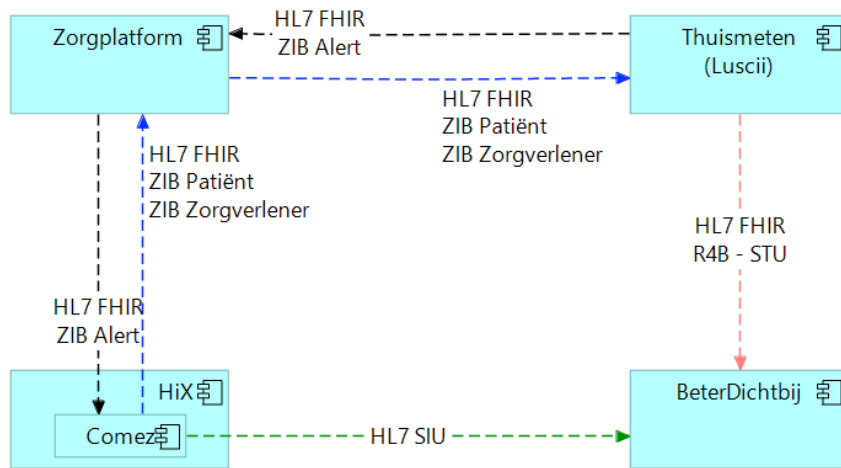 HL7 FHIR
ZIB Alert
Zorgplatform
Thuismeten
(Luscii)
HL7 FHIR
ZIB Patiënt
ZIB Zorgverlener
HL7 FHIR
ZIB Patiënt
ZIB Zorgverlener
HL7 FHIR
R4B - STU
HL7 FHIR
ZIB Alert
HiX
BeterDichtbij
Comez
HL7 SIU